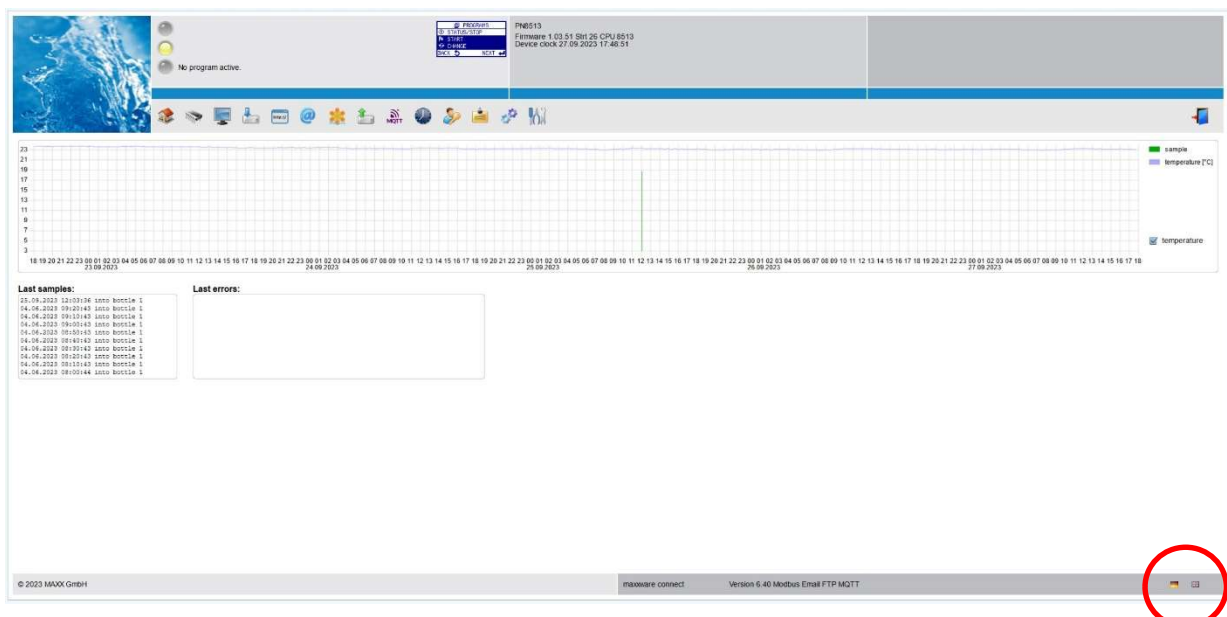 PROGRAMS
STATUS/STOP
START
CHANGE
BACK NEXT
PN8513
Firmware 1.03.51 Strt 26 CPU 8513
Device clock 27.09.2023 17:48:51
No program active.
MQTT
23
21
19
17
15
13
11
9
7
5
3
sample
temperature [°C]
temperature
18 19 20 21 22 23 00 01 02 03 04 05 06 07 08 09 10 11 12 13 14 15 16 17 18 19 20 21 22 23 00 01 02 03 04 05 06 07 08 09 10 11 12 13 14 15 16 17 18 19 20 21 22 23 00 01 02 03 04 05 06 07 08 09 10 11 12 13 14 15 16 17 18 19 20 21 22 23 00 01 02 03 04 05 06 07 08 09 10 11 12 13 14 15 16 17 18 19 20 21 22 23 00 01 02 03 04 05 06 07 08 09 10 11 12 13 14 15 16 17 18
23.09.2023 24.09.2023 25.09.2023 26.09.2023 27.09.2023
Last samples: Last errors:
25.09.2023 12:03:36 into bottle 1
04.06.2023 09:20:43 into bottle 1
04.06.2023 09:10:43 into bottle 1
04.06.2023 09:00:43 into bottle 1
04.06.2023 08:50:43 into bottle 1
04.06.2023 08:40:43 into bottle 1
04.06.2023 08:30:43 into bottle 1
04.06.2023 08:20:43 into bottle 1
04.06.2023 08:10:43 into bottle 1
04.06.2023 08:00:44 into bottle 1
© 2023 MAXX GmbH
maxxware connect Version 6.40 Modbus Email FTP MQTT